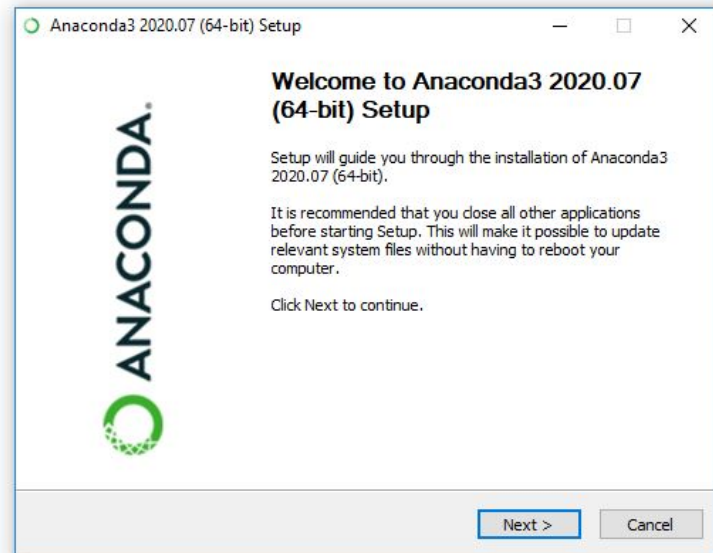 Anaconda3 2020.07 (64-bit) Setup
ANACONDA.
Welcome to Anaconda3 2020.07
(64-bit) Setup
Setup will guide you through the installation of Anaconda3
2020.07 (64-bit).
It is recommended that you close all other applications
before starting Setup. This will make it possible to update
relevant system files without having to reboot your
computer.
Click Next to continue.
Next >
Cancel